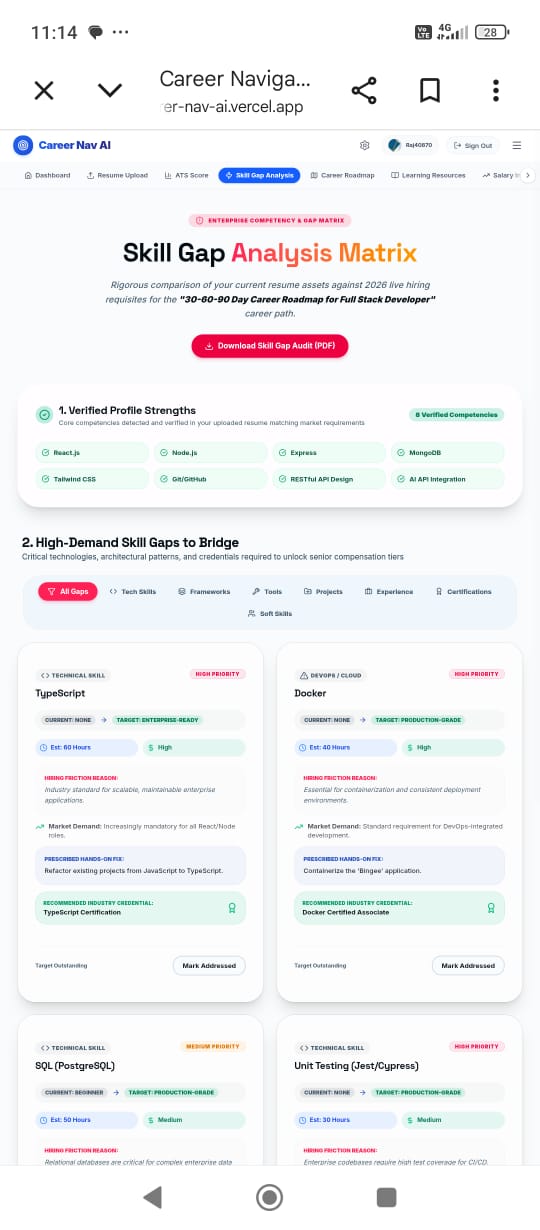 11:14
Vo LTE 4G 28
Career Naviga...
er-nav-ai.vercel.app
Career Nav AI
Raj40870 Sign Out
Dashboard Resume Upload ATS Score Skill Gap Analysis Career Roadmap Learning Resources Salary In
ENTERPRISE COMPETENCY & GAP MATRIX
Skill Gap Analysis Matrix
Rigorous comparison of your current resume assets against 2026 live hiring
requisites for the "30-60-90 Day Career Roadmap for Full Stack Developer"
career path.
Download Skill Gap Audit (PDF)
1. Verified Profile Strengths
Core competencies detected and verified in your uploaded resume matching market requirements
8 Verified Competencies
React.js Node.js Express MongoDB
Tailwind CSS Git/GitHub RESTful API Design AI API Integration
2. High-Demand Skill Gaps to Bridge
Critical technologies, architectural patterns, and credentials required to unlock senior compensation tiers
All Gaps Tech Skills Frameworks Tools Projects Experience Certifications
Soft Skills
TECHNICAL SKILL HIGH PRIORITY
TypeScript
CURRENT: NONE → TARGET: ENTERPRISE-READY
Est: 60 Hours $ High
HIRING FRICTION REASON:
Industry standard for scalable, maintainable enterprise
applications.
Market Demand: Increasingly mandatory for all React/Node
roles.
PRESCRIBED HANDS-ON FIX:
Refactor existing projects from JavaScript to TypeScript.
RECOMMENDED INDUSTRY CREDENTIAL:
TypeScript Certification
Target Outstanding Mark Addressed
DEVOPS / CLOUD HIGH PRIORITY
Docker
CURRENT: NONE → TARGET: PRODUCTION-GRADE
Est: 40 Hours $ High
HIRING FRICTION REASON:
Essential for containerization and consistent deployment
environments.
Market Demand: Standard requirement for DevOps-integrated
development.
PRESCRIBED HANDS-ON FIX:
Containerize the 'Bingee' application.
RECOMMENDED INDUSTRY CREDENTIAL:
Docker Certified Associate
Target Outstanding Mark Addressed
TECHNICAL SKILL MEDIUM PRIORITY
SQL (PostgreSQL)
CURRENT: BEGINNER → TARGET: PRODUCTION-GRADE
Est: 50 Hours $ Medium
HIRING FRICTION REASON:
Relational databases are critical for complex enterprise data
TECHNICAL SKILL HIGH PRIORITY
Unit Testing (Jest/Cypress)
CURRENT: NONE → TARGET: PRODUCTION-GRADE
Est: 30 Hours $ Medium
HIRING FRICTION REASON:
Enterprise codebases require high test coverage for CI/CD.